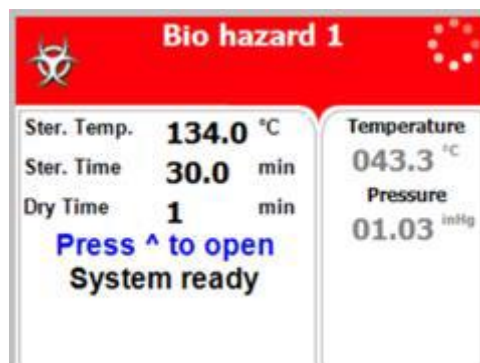 Bio hazard 1
Ster. Temp. 134.0 °C
Ster. Time 30.0 min
Dry Time 1 min
Press ^ to open
System ready
Temperature
043.3 °C
Pressure
01.03 inHg